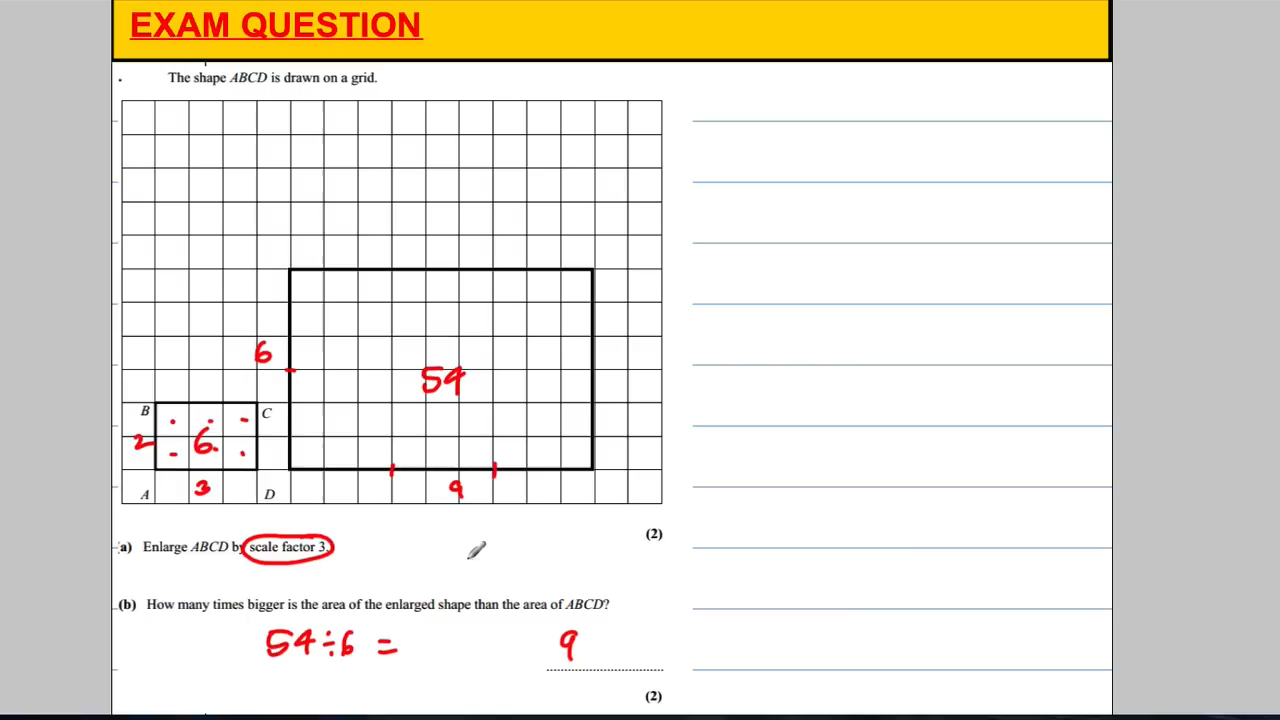 EXAM QUESTION
. The shape ABCD is drawn on a grid.
6
54
B C
2 6
3 9
A D
(2)
(a) Enlarge ABCD by scale factor 3.
(b) How many times bigger is the area of the enlarged shape than the area of ABCD?
54 ÷ 6 = 9
(2)